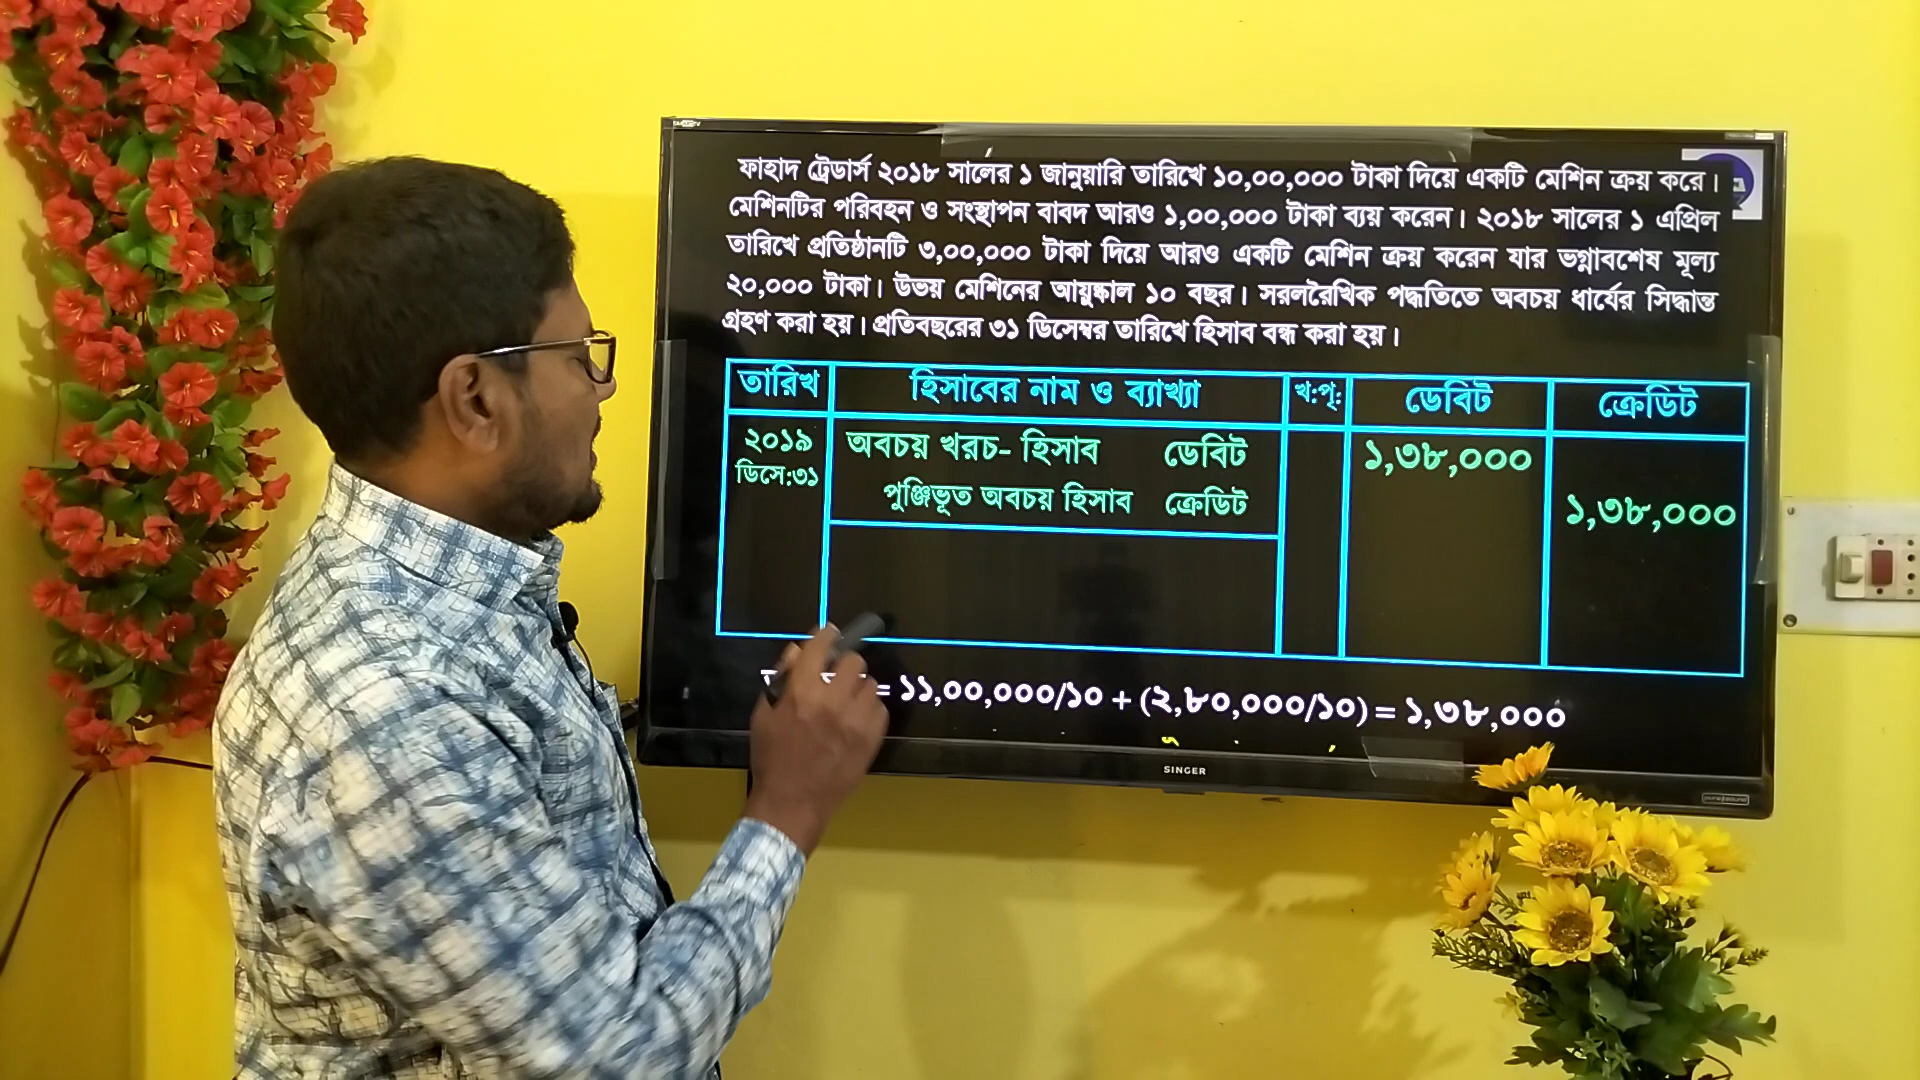 ফাহাদ ট্রেডার্স ২০১৮ সালের ১ জানুয়ারি তারিখে ১০,০০,০০০ টাকা দিয়ে একটি মেশিন ক্রয় করে।
মেশিনটির পরিবহন ও সংস্থাপন বাবদ আরও ১,০০,০০০ টাকা ব্যয় করেন। ২০১৮ সালের ১ এপ্রিল
তারিখে প্রতিষ্ঠানটি ৩,০০,০০০ টাকা দিয়ে আরও একটি মেশিন ক্রয় করেন যার ভগ্নাবশেষ মূল্য
২০,০০০ টাকা। উভয় মেশিনের আয়ুষ্কাল ১০ বছর। সরলরৈখিক পদ্ধতিতে অবচয় ধার্যের সিদ্ধান্ত
গ্রহণ করা হয়। প্রতিবছরের ৩১ ডিসেম্বর তারিখে হিসাব বন্ধ করা হয়।
তারিখ হিসাবের নাম ও ব্যাখ্যা খ:পৃ: ডেবিট ক্রেডিট
২০১৯ অবচয় খরচ- হিসাব ডেবিট ১,৩৮,০০০
ডিসে:৩১ পুঞ্জিভূত অবচয় হিসাব ক্রেডিট ১,৩৮,০০০
= ১১,০০,০০০/১০ + (২,৮০,০০০/১০) = ১,৩৮,০০০
SINGER